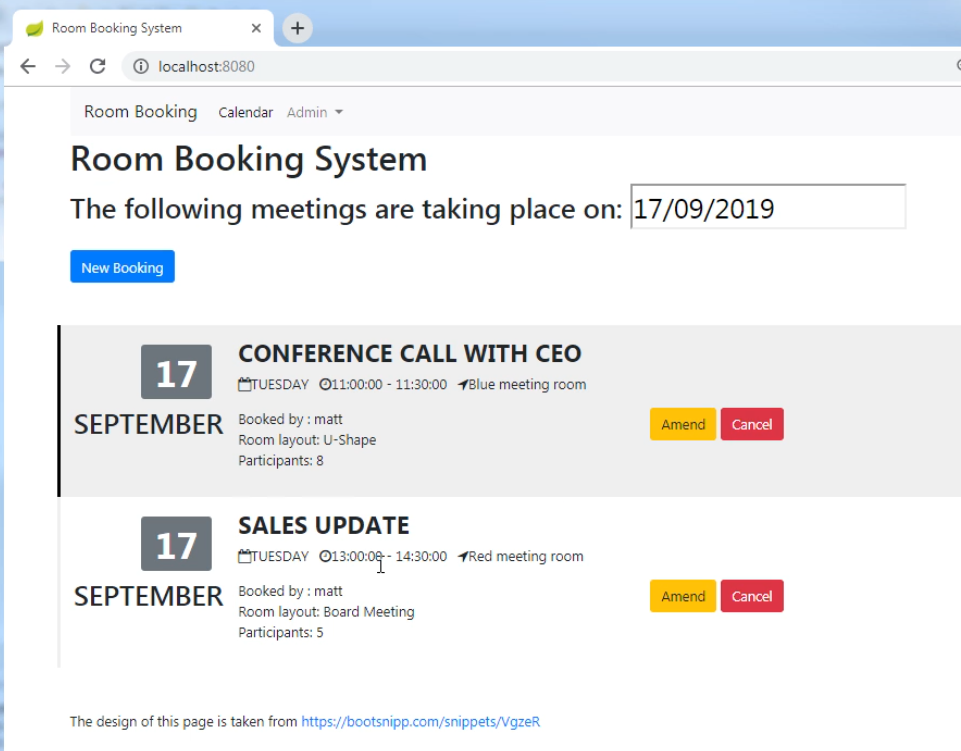 Room Booking System
localhost:8080
Room Booking Calendar Admin
Room Booking System
The following meetings are taking place on: 17/09/2019
New Booking
17
SEPTEMBER
CONFERENCE CALL WITH CEO
TUESDAY 11:00:00 - 11:30:00 Blue meeting room
Booked by : matt
Room layout: U-Shape
Participants: 8
Amend Cancel
17
SEPTEMBER
SALES UPDATE
TUESDAY 13:00:00 - 14:30:00 Red meeting room
Booked by : matt
Room layout: Board Meeting
Participants: 5
Amend Cancel
The design of this page is taken from https://bootsnipp.com/snippets/VgzeR